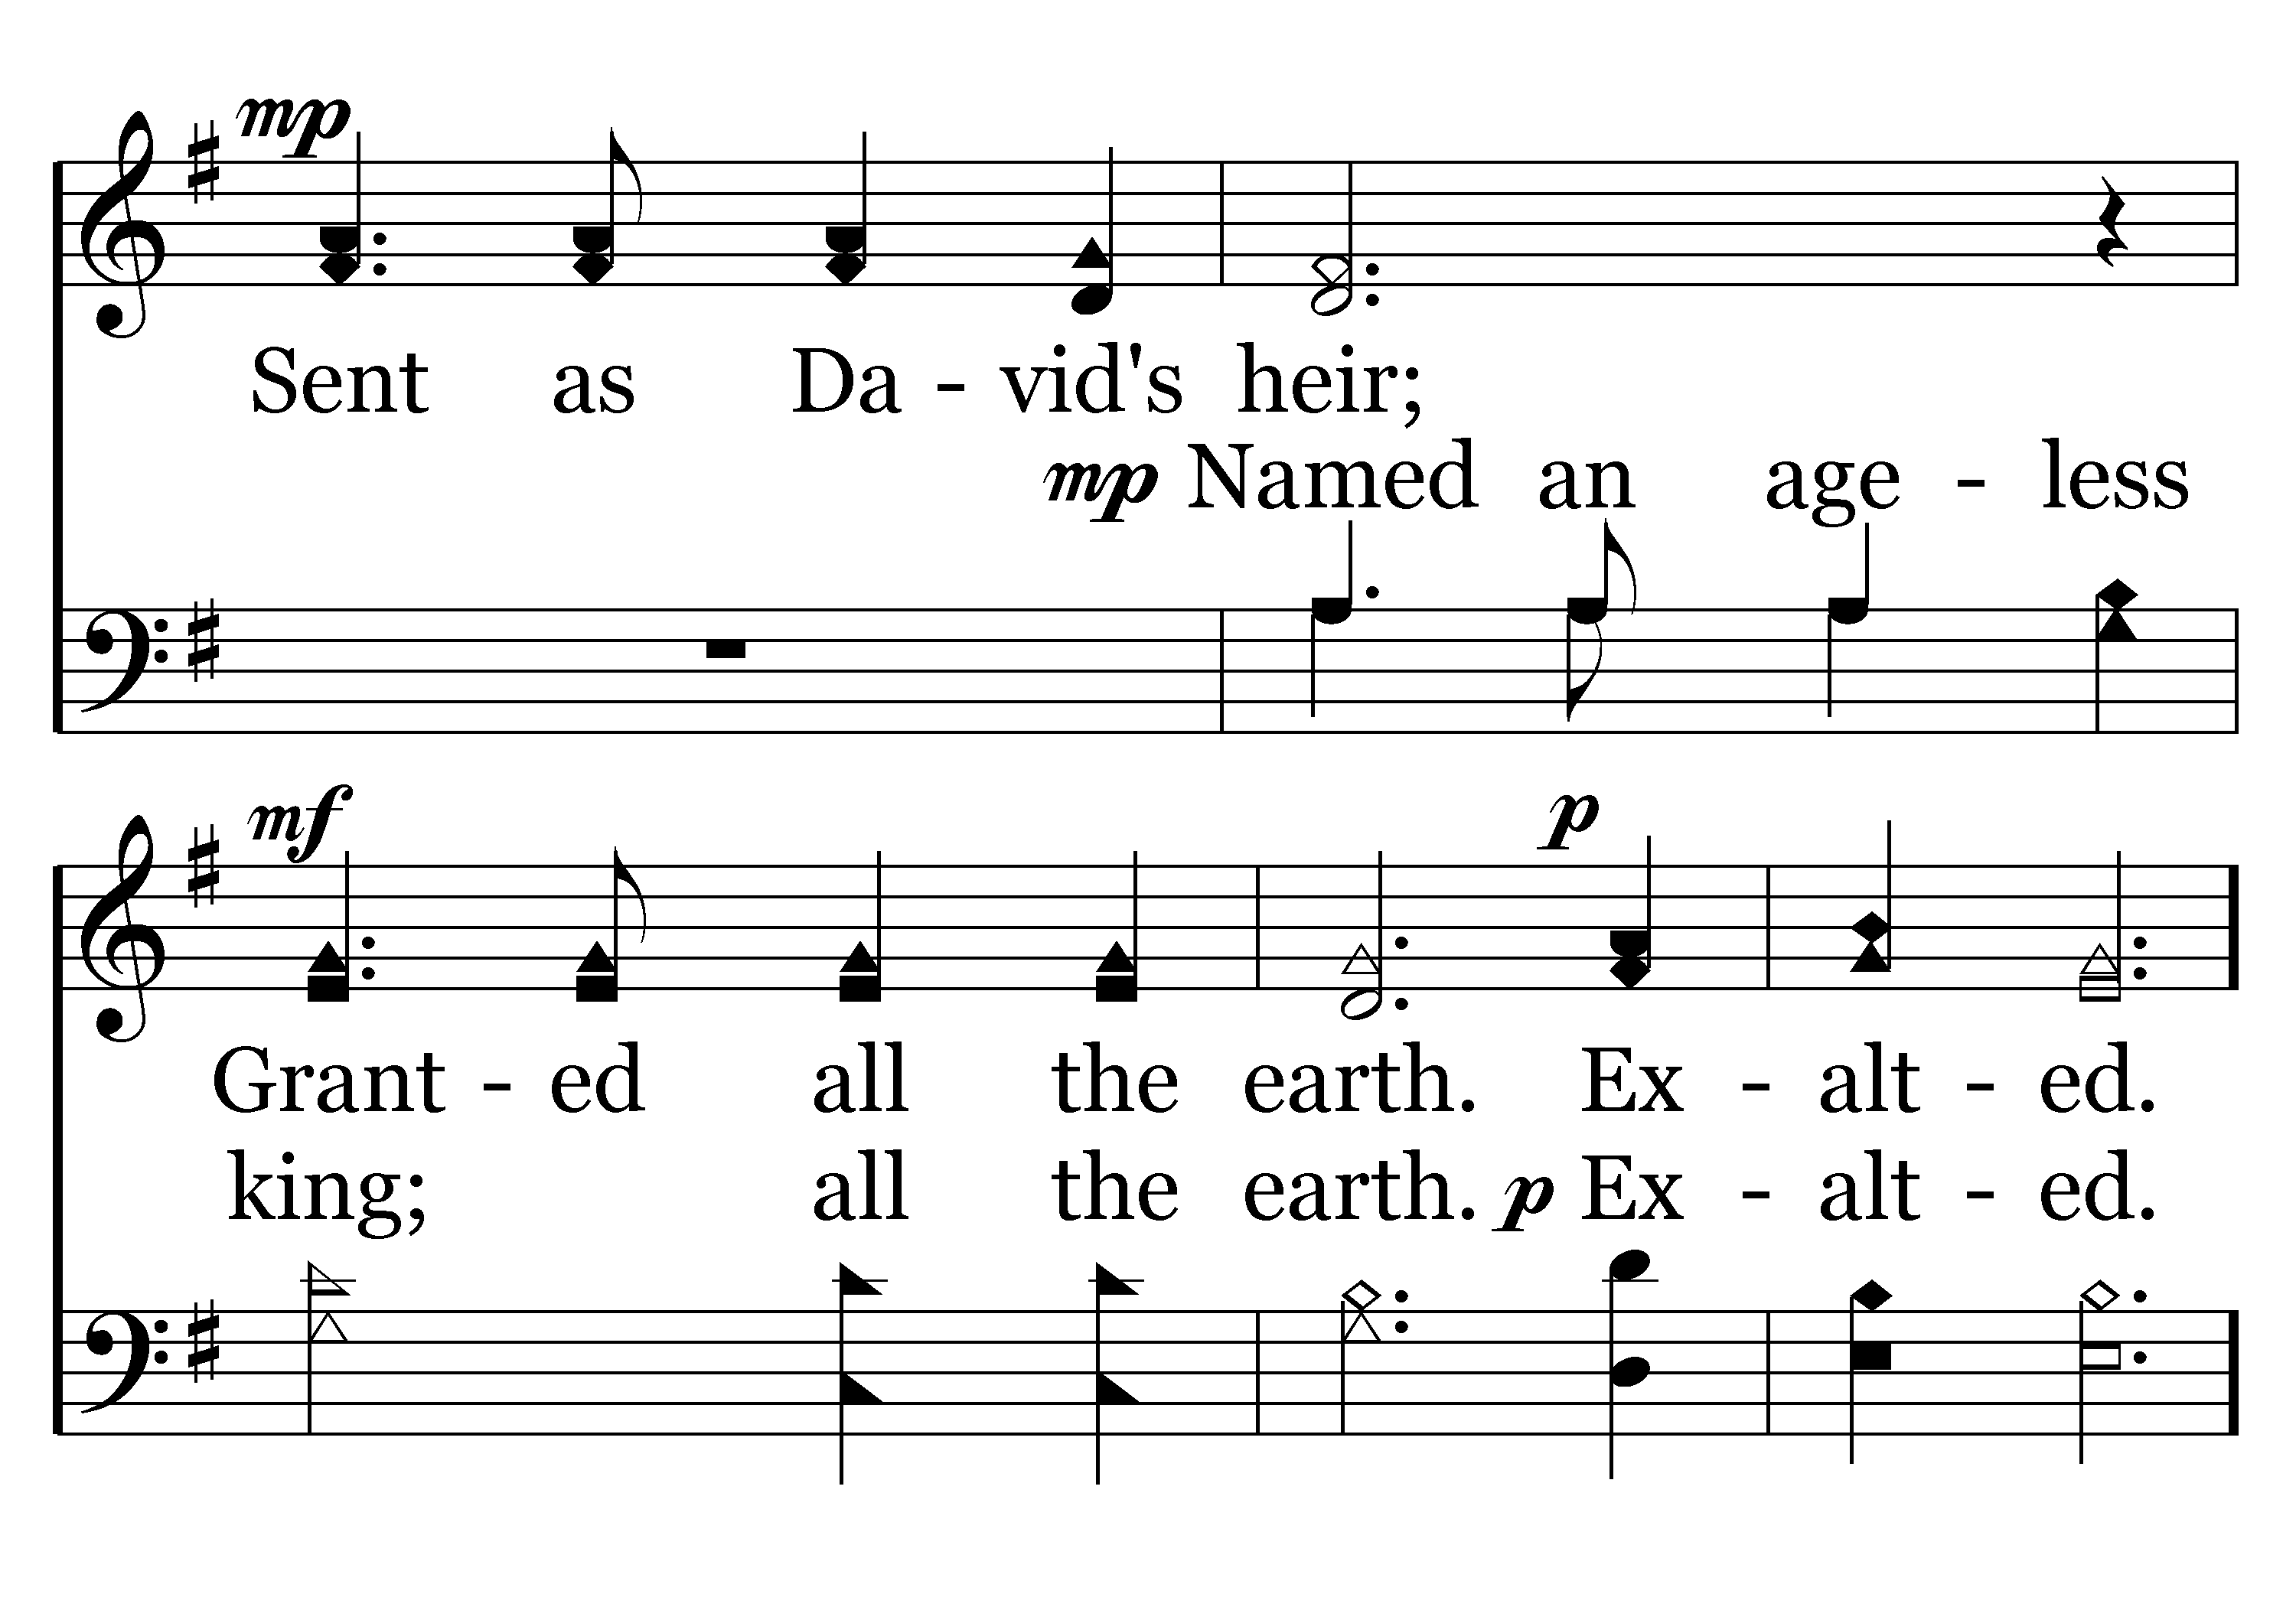 mp
Sent as Da - vid's heir;
mp Named an age - less
mf p
Grant - ed all the earth. Ex - alt - ed.
king; all the earth. p Ex - alt - ed.